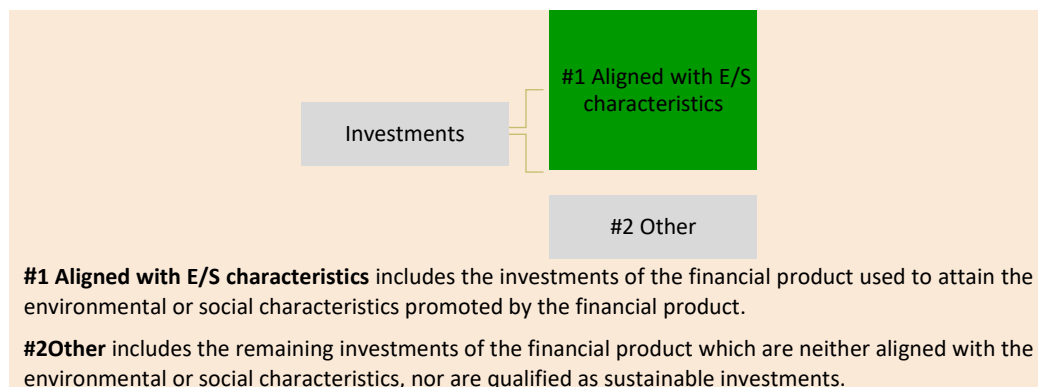 #1 Aligned with E/S
characteristics
Investments
#2 Other
#1 Aligned with E/S characteristics includes the investments of the financial product used to attain the
environmental or social characteristics promoted by the financial product.
#2Other includes the remaining investments of the financial product which are neither aligned with the
environmental or social characteristics, nor are qualified as sustainable investments.